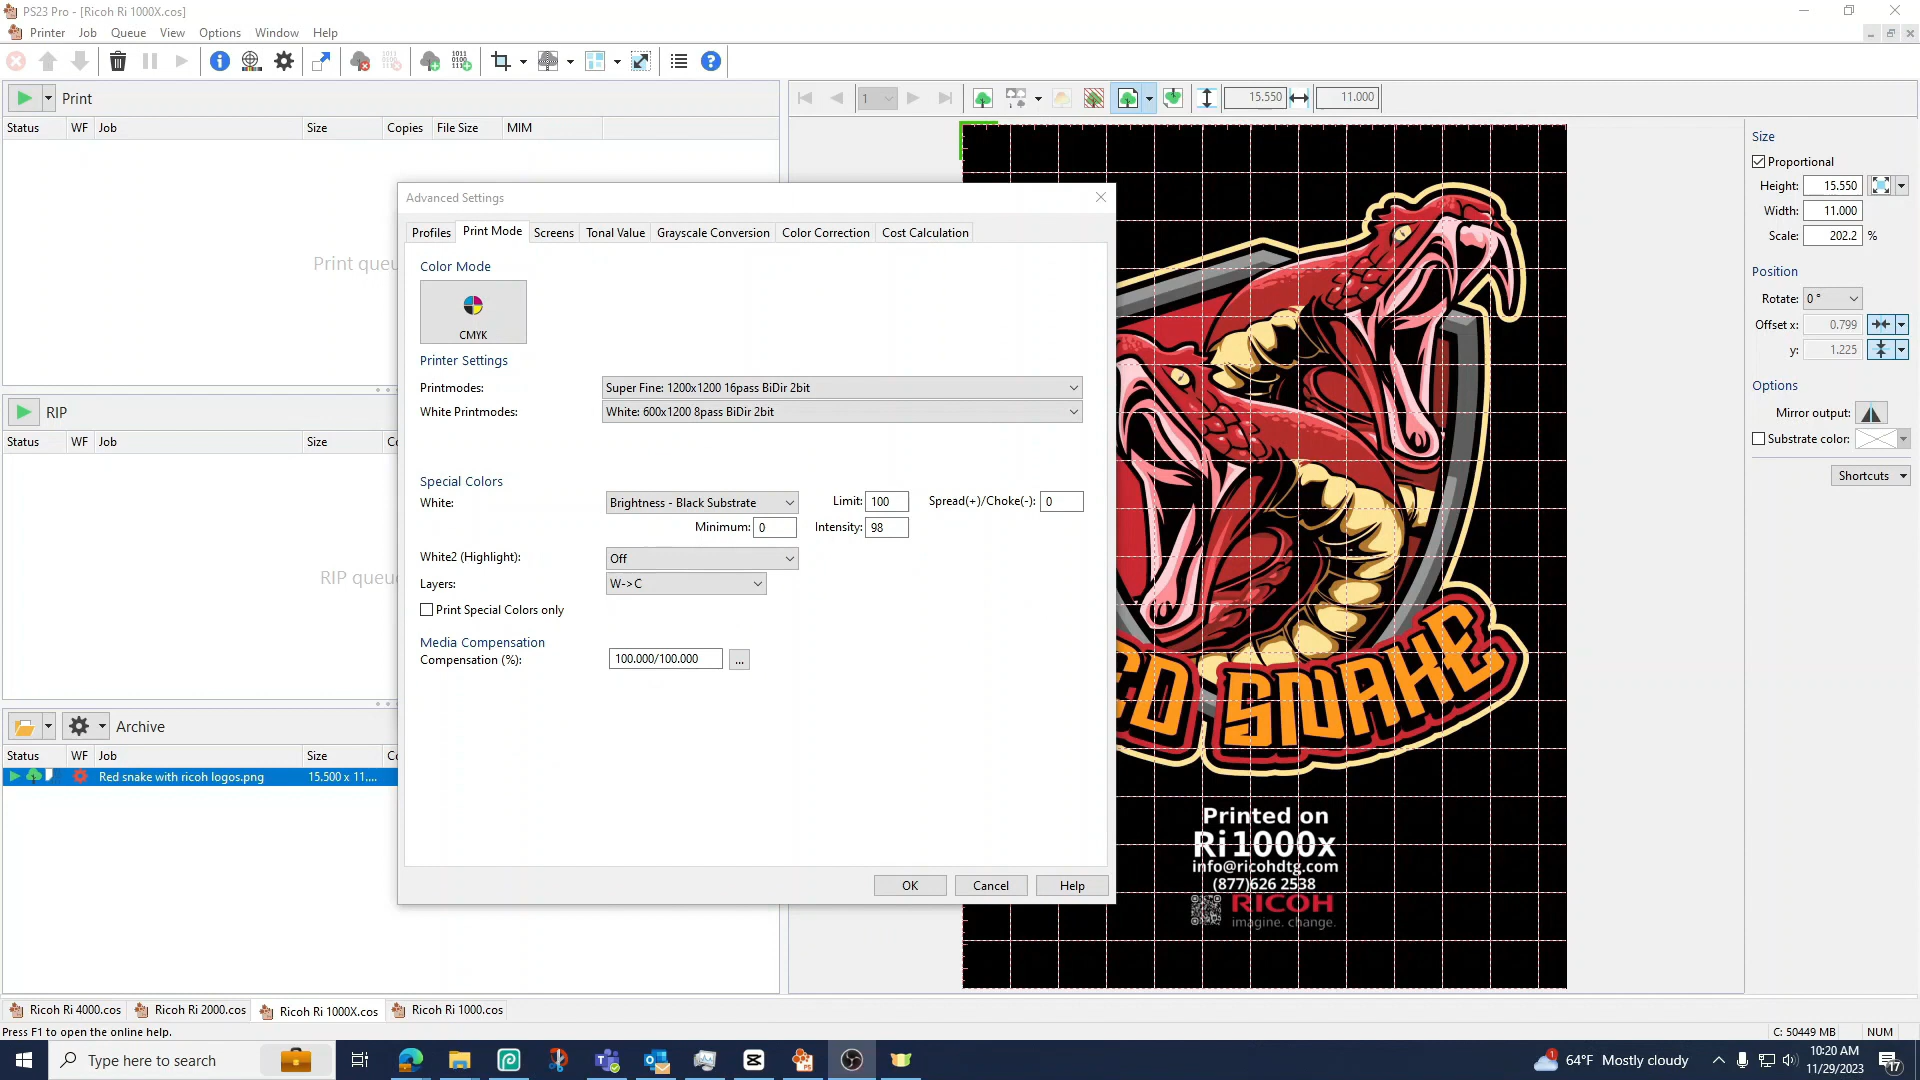 PS23 Pro - [Ricoh Ri 1000X.cos]
Printer Job Queue View Options Window Help
Print
Status WF Job Size Copies File Size MIM
Print queu
RIP
Status WF Job Size Co
RIP queue
Archive
Status WF Job Size Co
Red snake with ricoh logos.png 15.500 x 11....
Advanced Settings
Profiles Print Mode Screens Tonal Value Grayscale Conversion Color Correction Cost Calculation
Color Mode
CMYK
Printer Settings
Printmodes: Super Fine: 1200x1200 16pass BiDir 2bit
White Printmodes: White: 600x1200 8pass BiDir 2bit
Special Colors
White: Brightness - Black Substrate Limit: 100 Spread(+)/Choke(-): 0
Minimum: 0 Intensity: 98
White2 (Highlight): Off
Layers: W->C
Print Special Colors only
Media Compensation
Compensation (%): 100.000/100.000 ...
OK Cancel Help
1 15.550 11.000
ED SNAKE
Printed on
Ri 1000x
info@ricohdtg.com
(877)626 2538
RICOH
imagine. change.
Size
Proportional
Height: 15.550
Width: 11.000
Scale: 202.2 %
Position
Rotate: 0 °
Offset x: 0.799
y: 1.225
Options
Mirror output:
Substrate color:
Shortcuts
Ricoh Ri 4000.cos Ricoh Ri 2000.cos Ricoh Ri 1000X.cos Ricoh Ri 1000.cos
Press F1 to open the online help. C: 50449 MB NUM
Type here to search
1 64°F Mostly cloudy
10:20 AM
11/29/2023
17